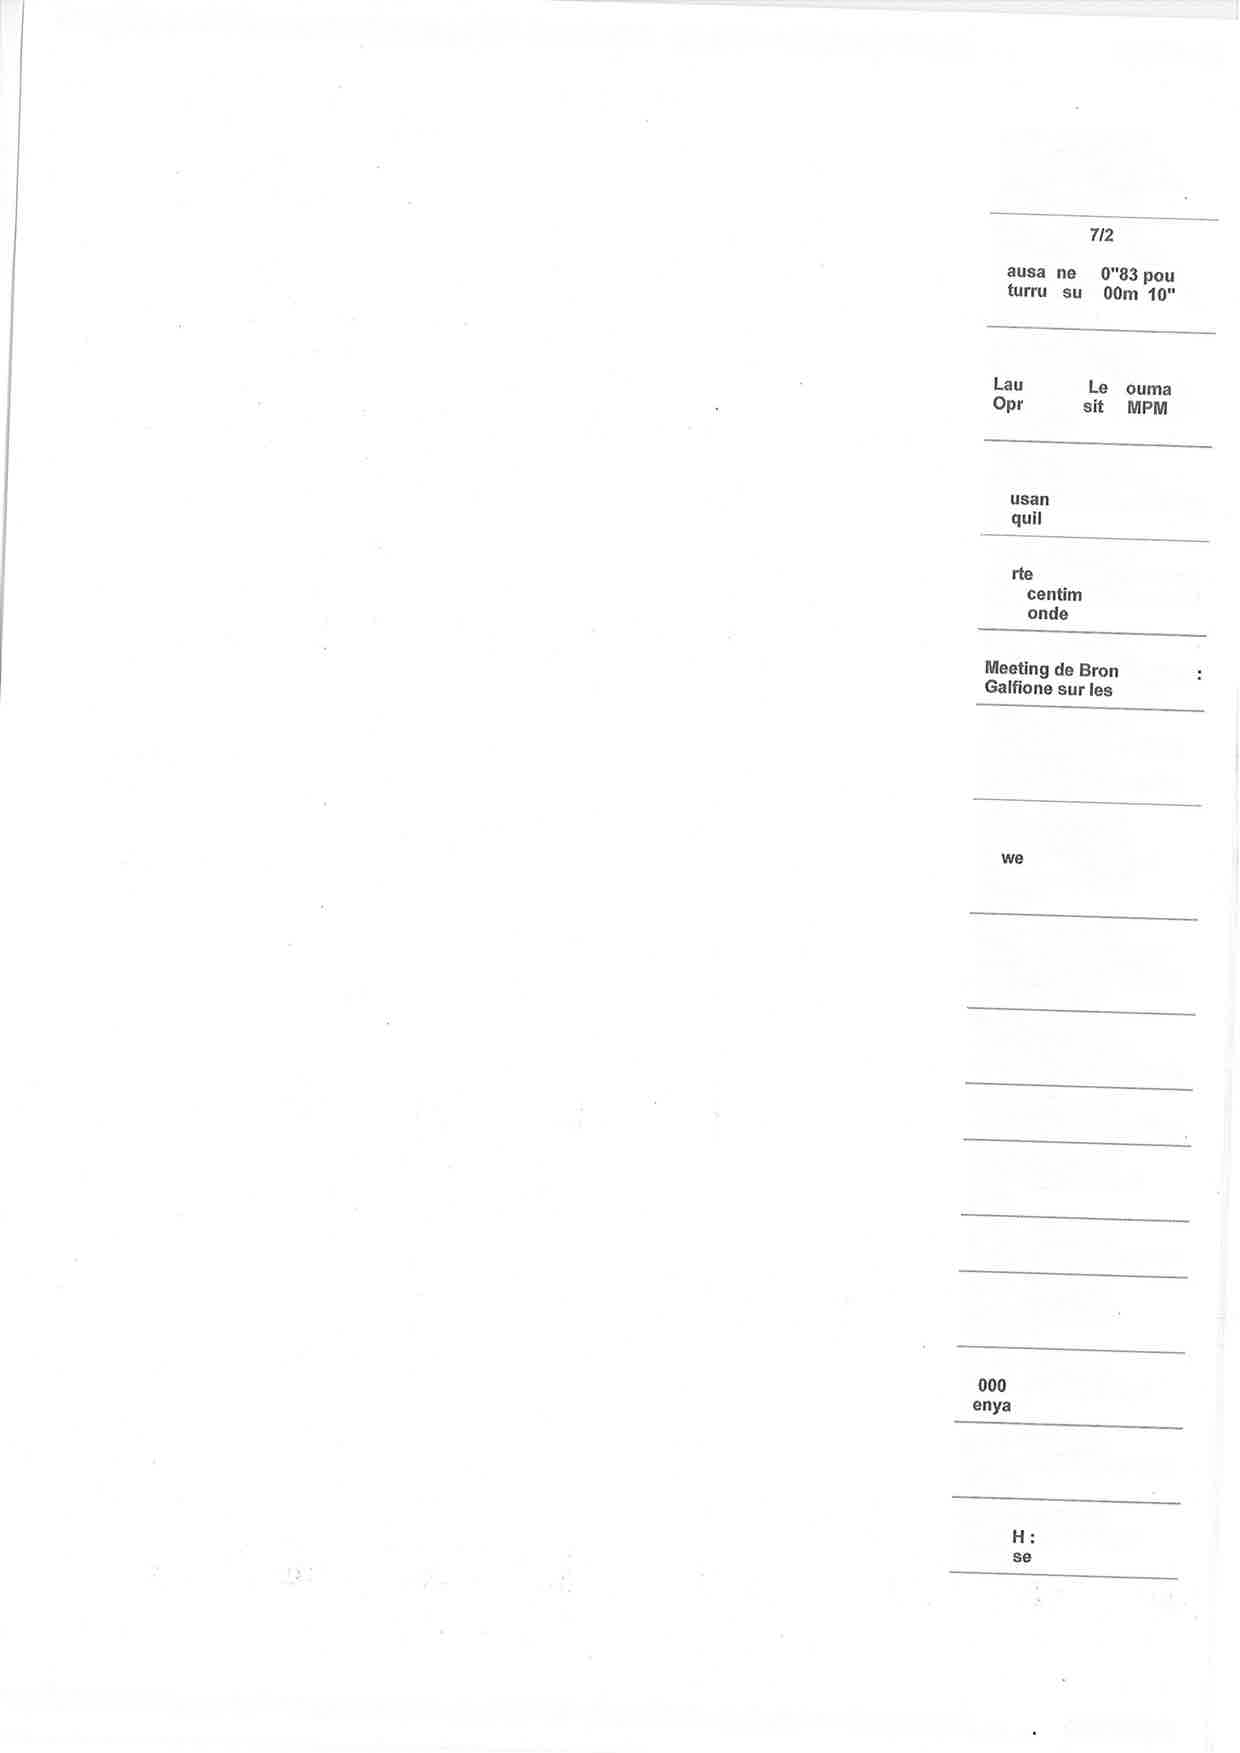 7/2
ausa ne 0"83 pou
turru su 00m 10"
Lau Le ouma
Opr sit MPM
usan
quil
rte
centim
onde
Meeting de Bron :
Galfione sur les
we
000
enya
H :
se